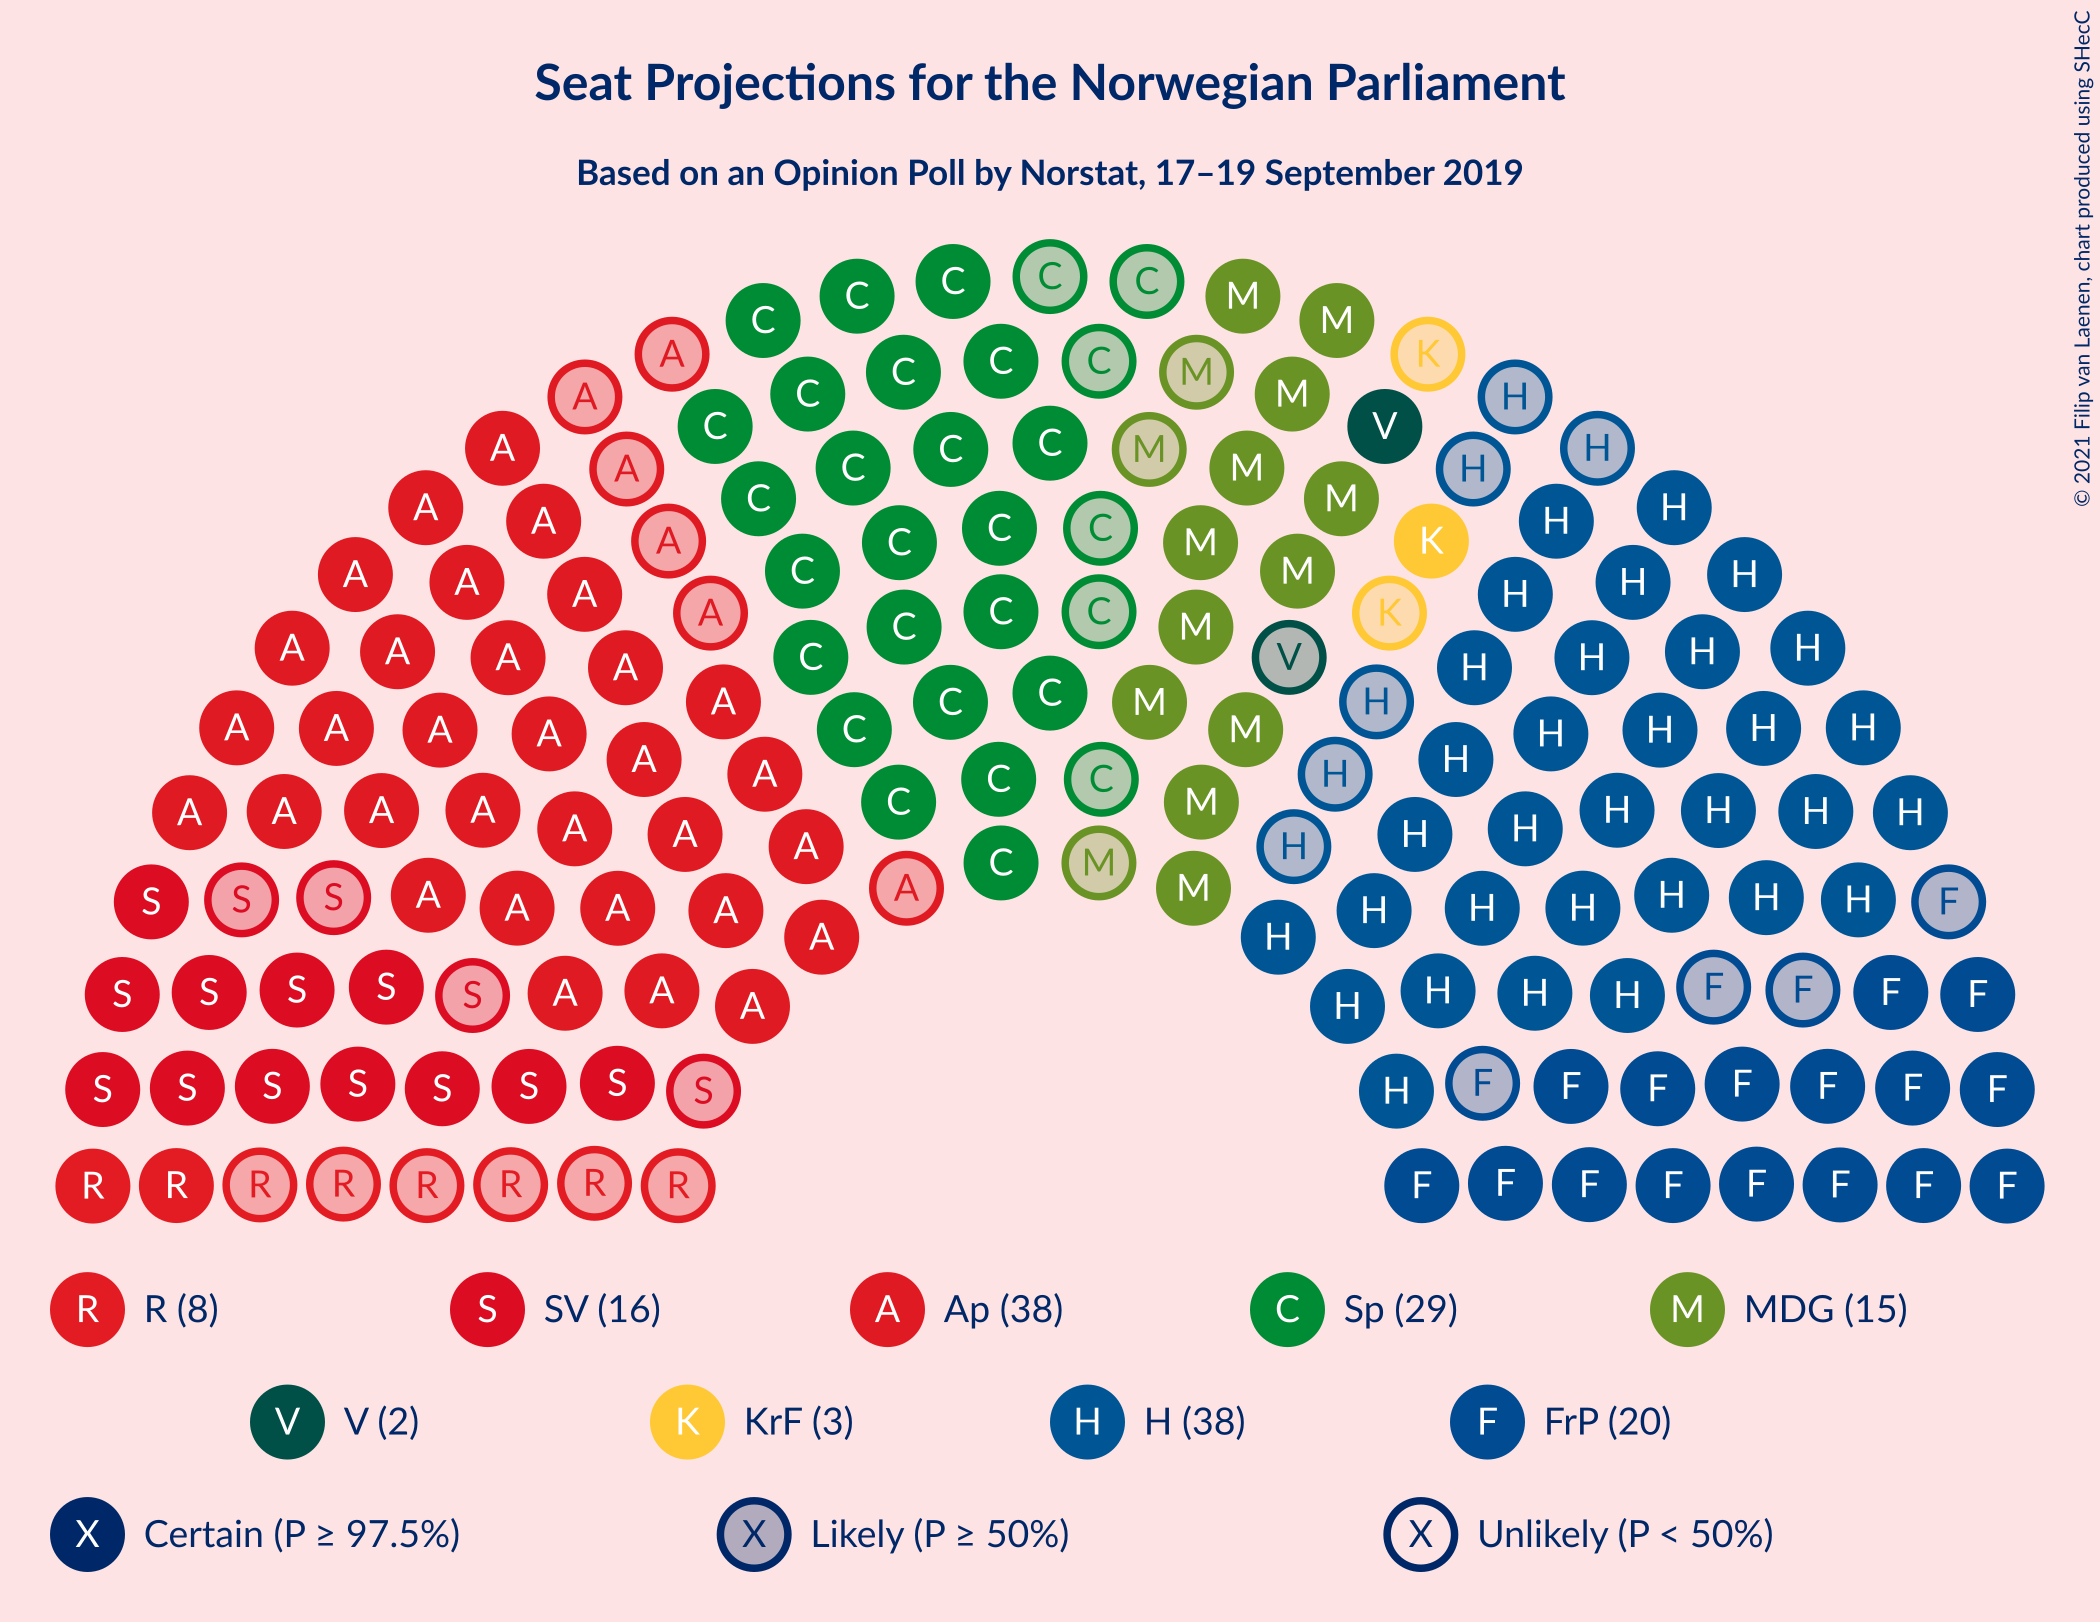 © 2021 Filip van Laenen, chart produced using SHecC
Seat Projections for the Norwegian Parliament
Based on an Opinion Poll by Norstat, 17–19 September 2019
C C C C M
C M
A C C C M K
A C M H
A C C C M V H
A C M H
A C M H
A A C C C M K H
A A A C M H H H
A C C C M K
A A A A C V H H H H
A C C M H
A A A A C M H H H H
A A C C H H
A A A A A A C M H H H H H H
A C M H
S S S A A A A A M H H H H H H F
A H
S S S S S A A A H H H H F F F F
S S S S S S S S H F F F F F F F
R R R R R R R R F F F F F F F F
R R (8) S SV (16) A Ap (38) C Sp (29) M MDG (15)
V V (2) K KrF (3) H H (38) F FrP (20)
X Certain (P ≥ 97.5%) X Likely (P ≥ 50%) X Unlikely (P < 50%)